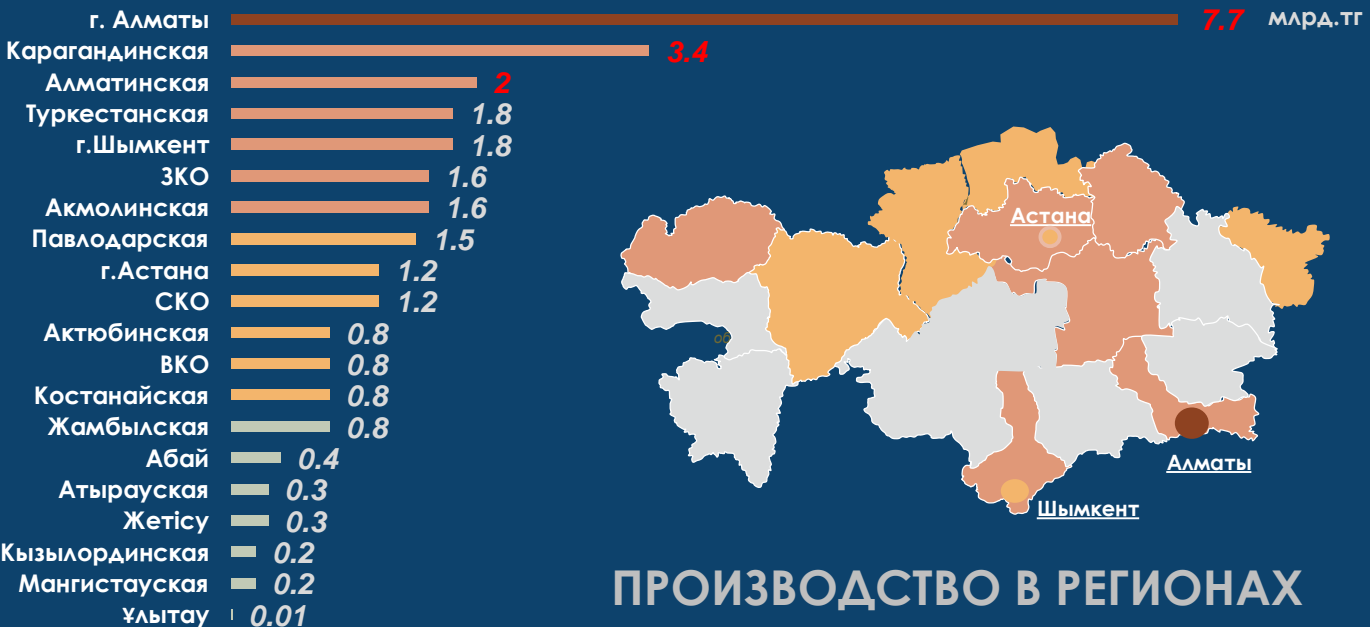 г. Алматы 7.7 млрд.тг
Карагандинская 3.4
Алматинская 2
Туркестанская 1.8
г.Шымкент 1.8
ЗКО 1.6
Акмолинская 1.6
Павлодарская 1.5
г.Астана 1.2
СКО 1.2
Актюбинская 0.8
ВКО 0.8
Костанайская 0.8
Жамбылская 0.8
Абай 0.4
Атырауская 0.3
Жетісу 0.3
Кызылординская 0.2
Мангистауская 0.2
Ұлытау 0.01
Астана
об
Алматы
Шымкент
ПРОИЗВОДСТВО В РЕГИОНАХ